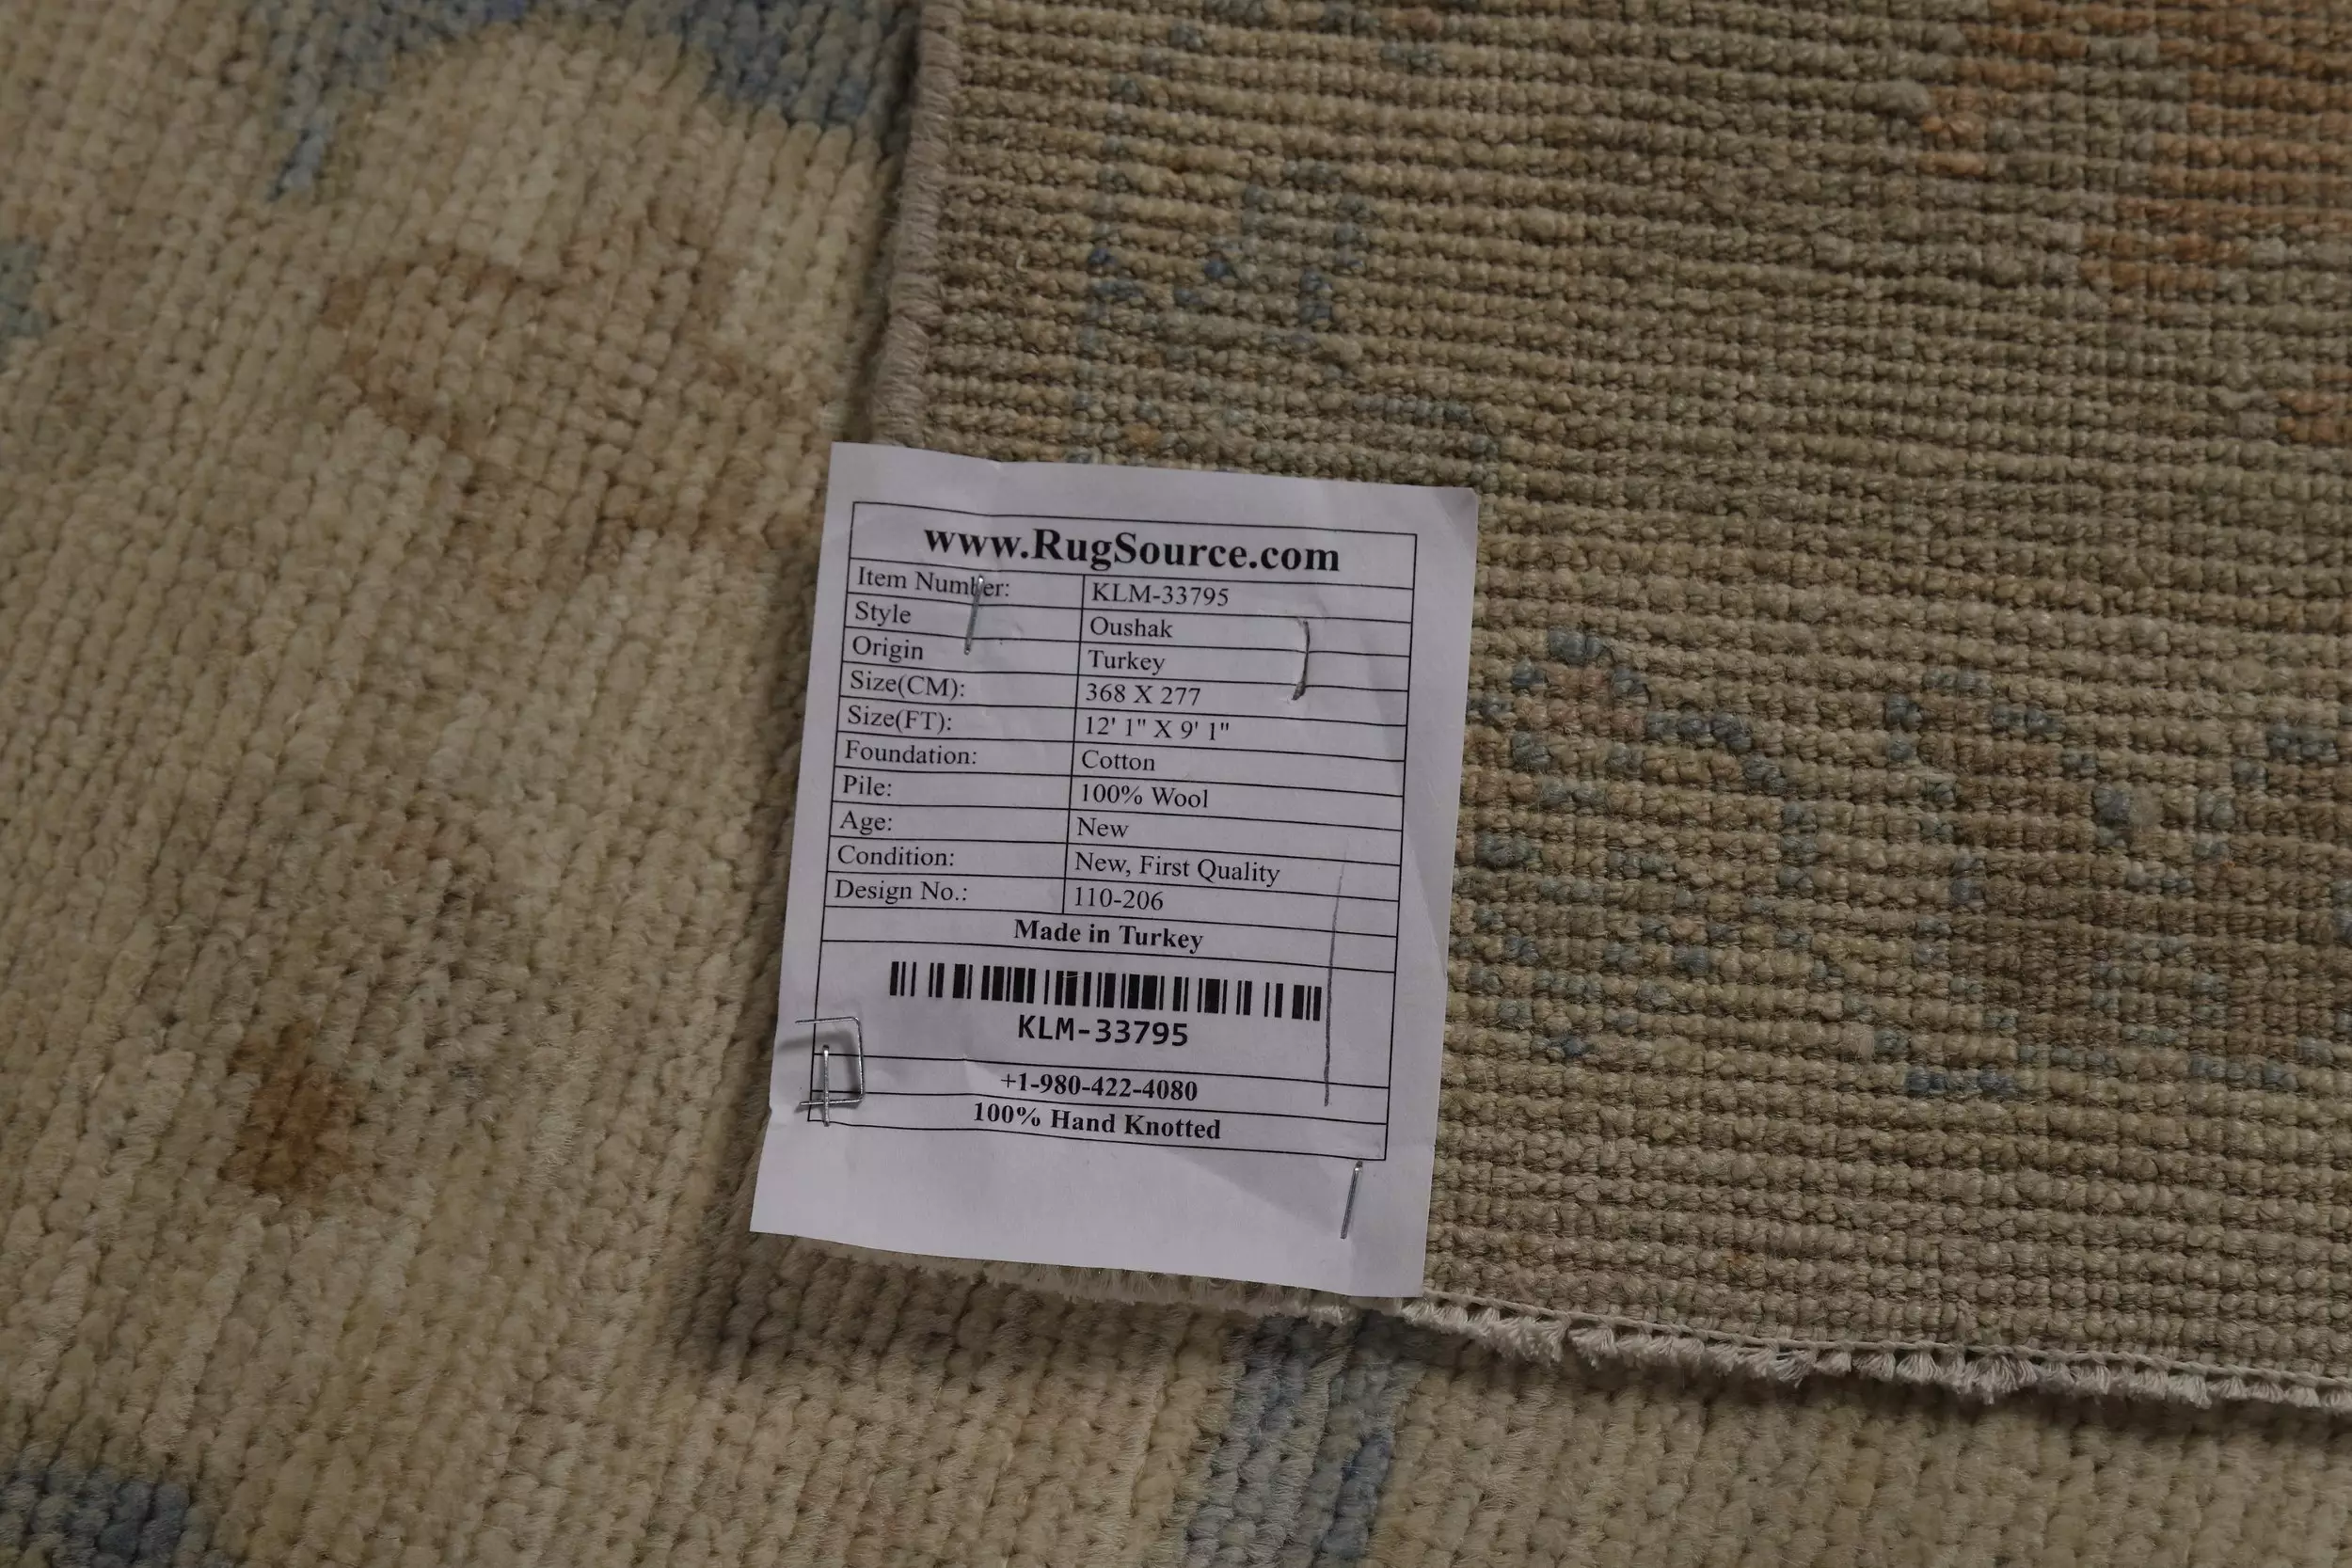 www.RugSource.com
Item Number: KLM-33795
Style Oushak
Origin Turkey
Size(CM): 368 X 277
Size(FT): 12' 1" X 9' 1"
Foundation: Cotton
Pile: 100% Wool
Age: New
Condition: New, First Quality
Design No.: 110-206
Made in Turkey
KLM-33795
+1-980-422-4080
100% Hand Knotted